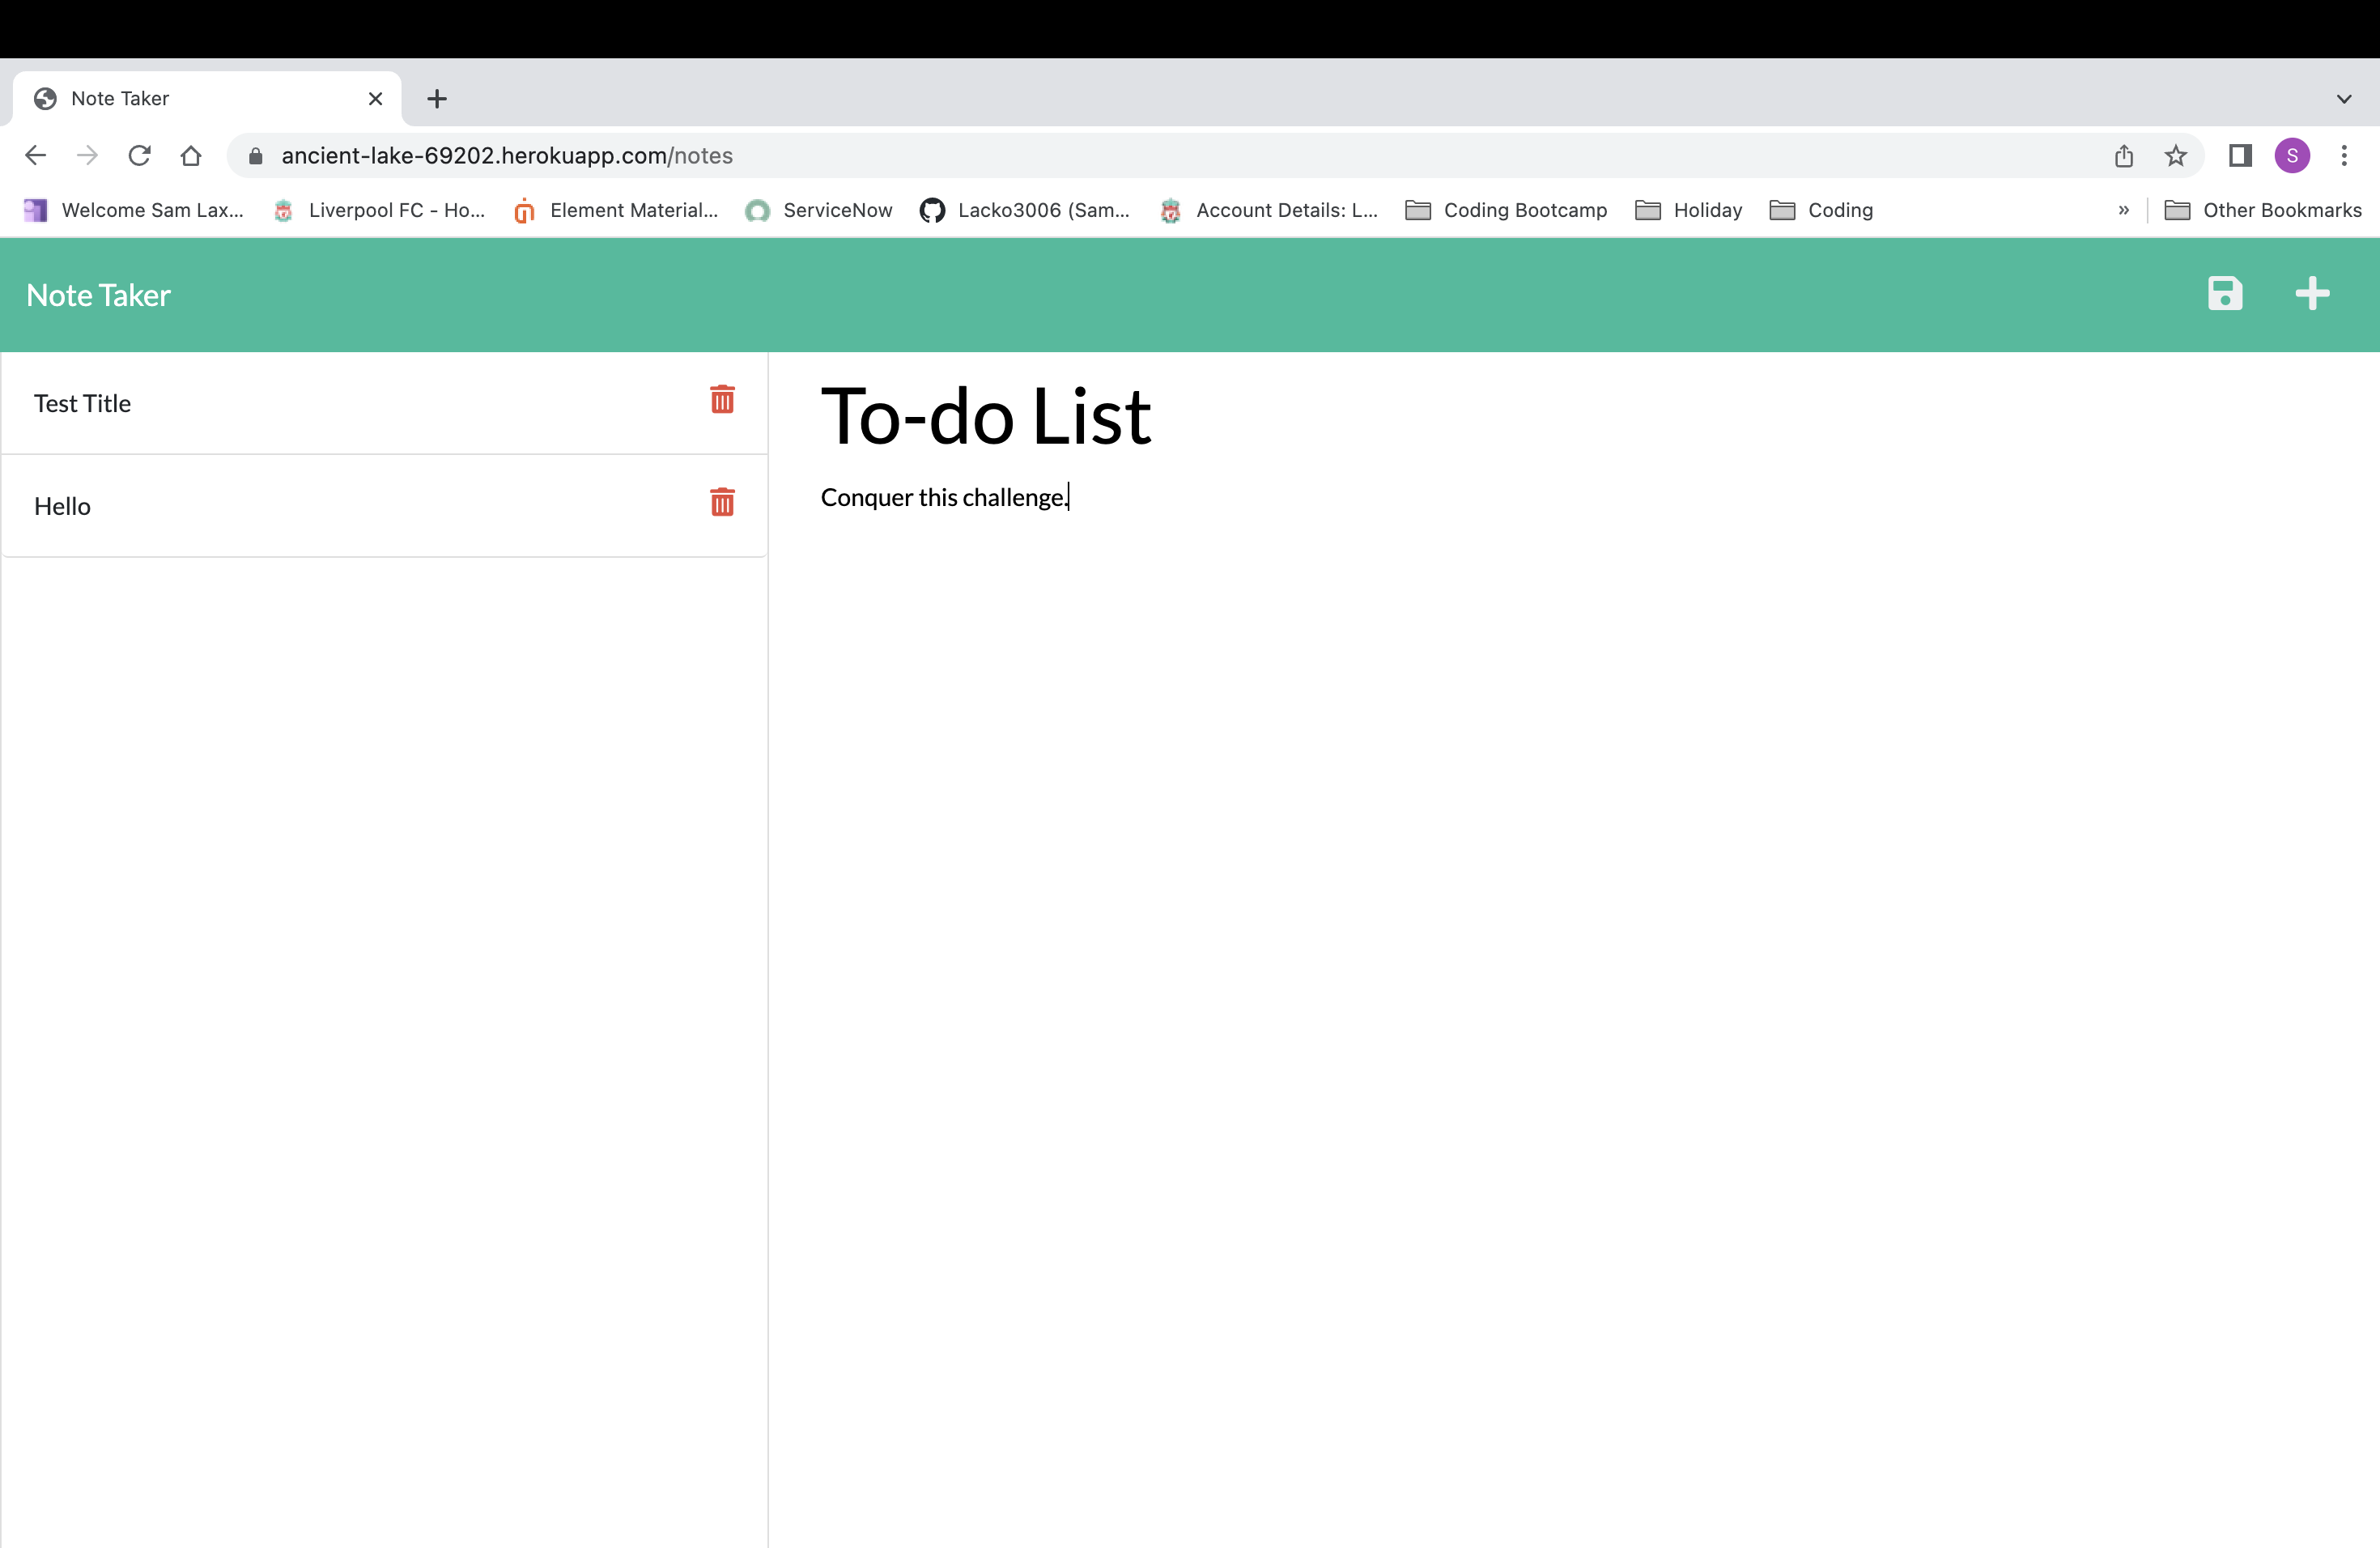 Note Taker
ancient-lake-69202.herokuapp.com/notes
S
Welcome Sam Lax...
Liverpool FC - Ho...
Element Material...
ServiceNow
Lacko3006 (Sam...
Account Details: L...
Coding Bootcamp
Holiday
Coding
»
Other Bookmarks
Note Taker
Test Title
Hello
To-do List
Conquer this challenge.